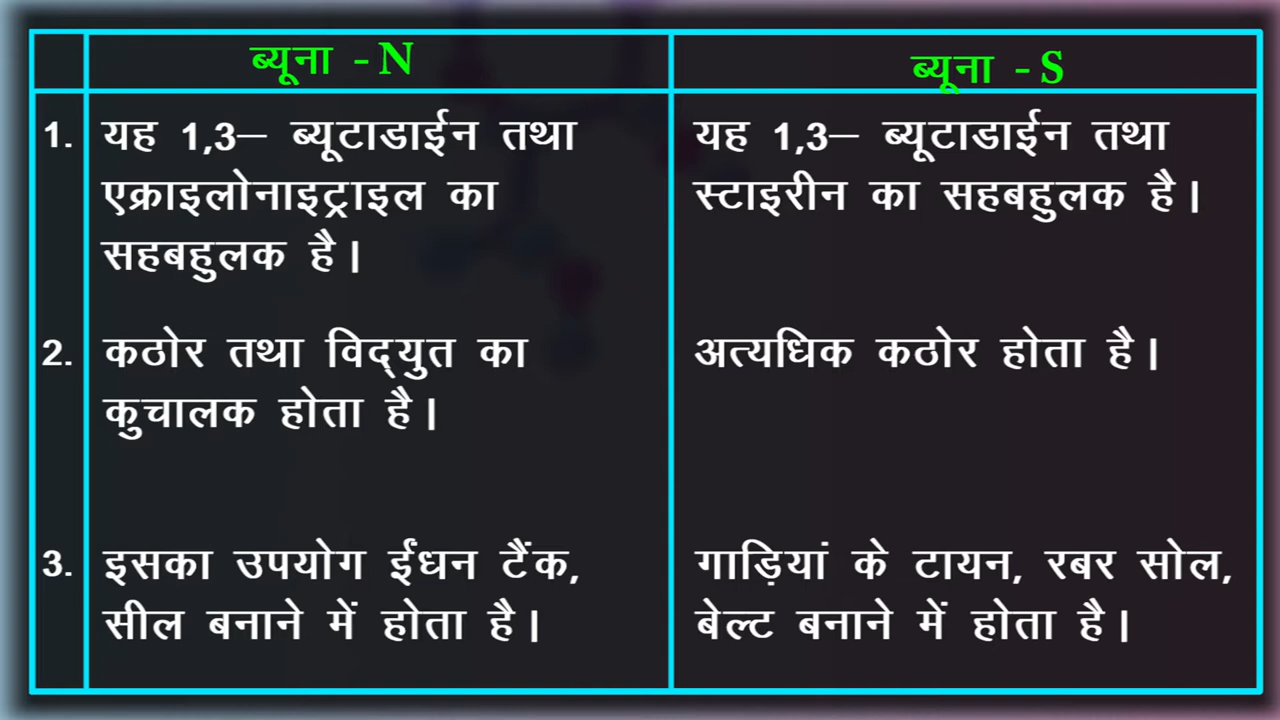 ब्यूना - N
ब्यूना - S
1. यह 1,3– ब्यूटाडाईन तथा
एक्राइलोनाइट्राइल का
सहबहुलक है।
यह 1,3– ब्यूटाडाईन तथा
स्टाइरीन का सहबहुलक है।
2. कठोर तथा विद्‌युत का
कुचालक होता है।
अत्यधिक कठोर होता है।
3. इसका उपयोग ईंधन टैंक,
सील बनाने में होता है।
गाड़ियां के टायन, रबर सोल,
बेल्ट बनाने में होता है।